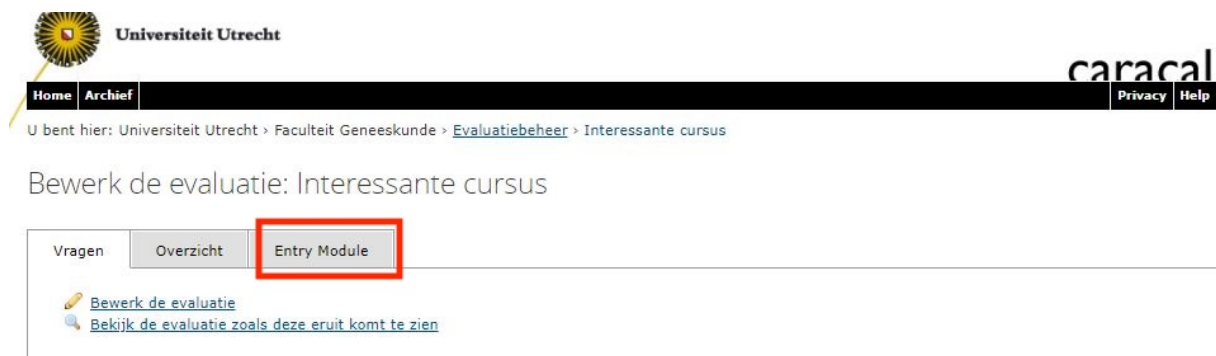 Universiteit Utrecht
caracal
Home Archief Privacy Help
U bent hier: Universiteit Utrecht › Faculteit Geneeskunde › Evaluatiebeheer › Interessante cursus
Bewerk de evaluatie: Interessante cursus
Vragen Overzicht Entry Module
Bewerk de evaluatie
Bekijk de evaluatie zoals deze eruit komt te zien